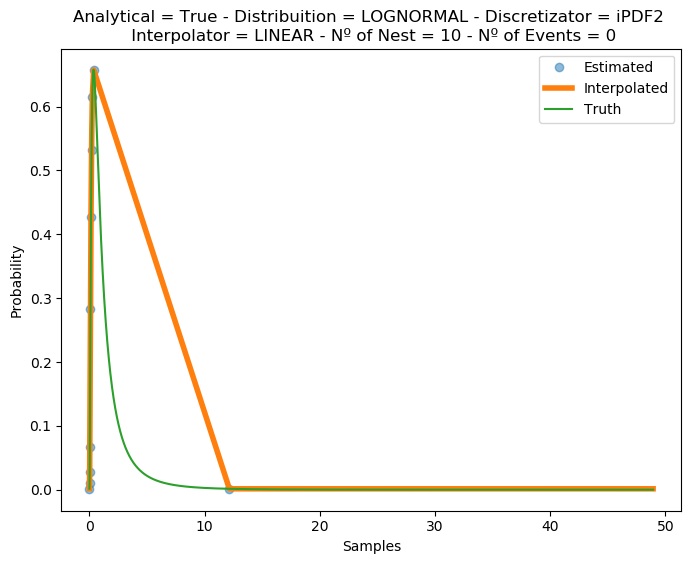 Analytical = True - Distribuition = LOGNORMAL - Discretizator = iPDF2
Interpolator = LINEAR - Nº of Nest = 10 - Nº of Events = 0
Estimated
Interpolated
Truth
Probability
0.6
0.5
0.4
0.3
0.2
0.1
0.0
0
10
20
30
40
50
Samples